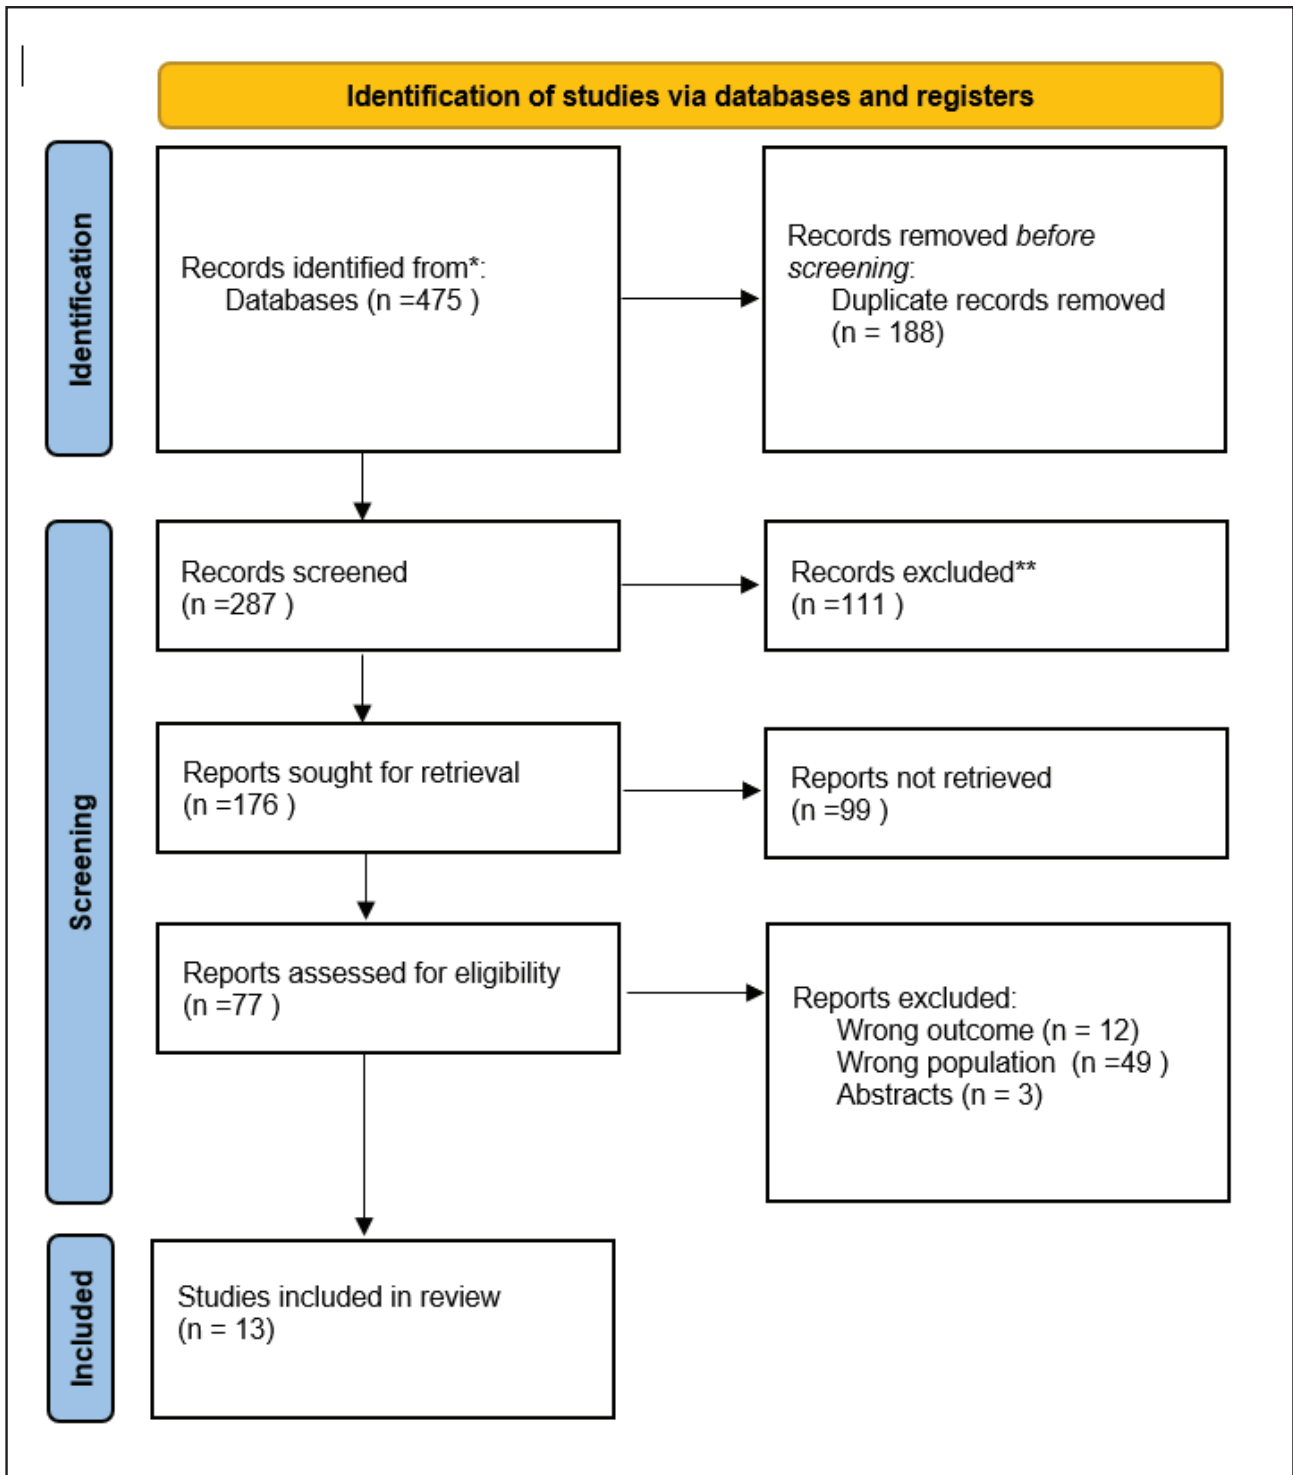 Identification of studies via databases and registers
Identification
Records identified from*:
Databases (n =475 )
Records removed before
screening:
Duplicate records removed
(n = 188)
Screening
Records screened
(n =287 )
Records excluded**
(n =111 )
Reports sought for retrieval
(n =176 )
Reports not retrieved
(n =99 )
Reports assessed for eligibility
(n =77 )
Reports excluded:
Wrong outcome (n = 12)
Wrong population  (n =49 )
Abstracts (n = 3)
Included
Studies included in review
(n = 13)